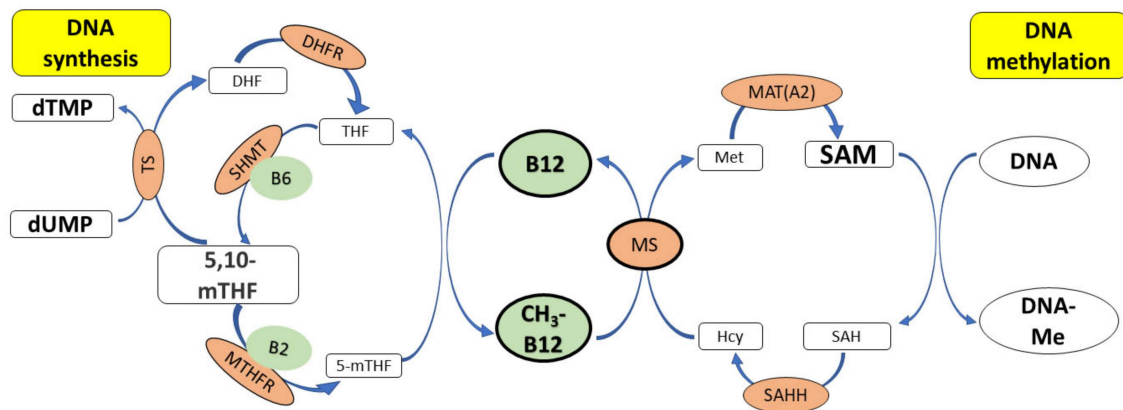 DNA
synthesis
DHFR
DNA
methylation
DHF
dTMP
MAT(A2)
THF
TS
SHMT
B6
B12
Met
SAM
DNA
dUMP
MS
5,10-
mTHF
CH₃-
B12
DNA-
Me
B2
MTHFR
5-mTHF
Hcy
SAH
SAHH